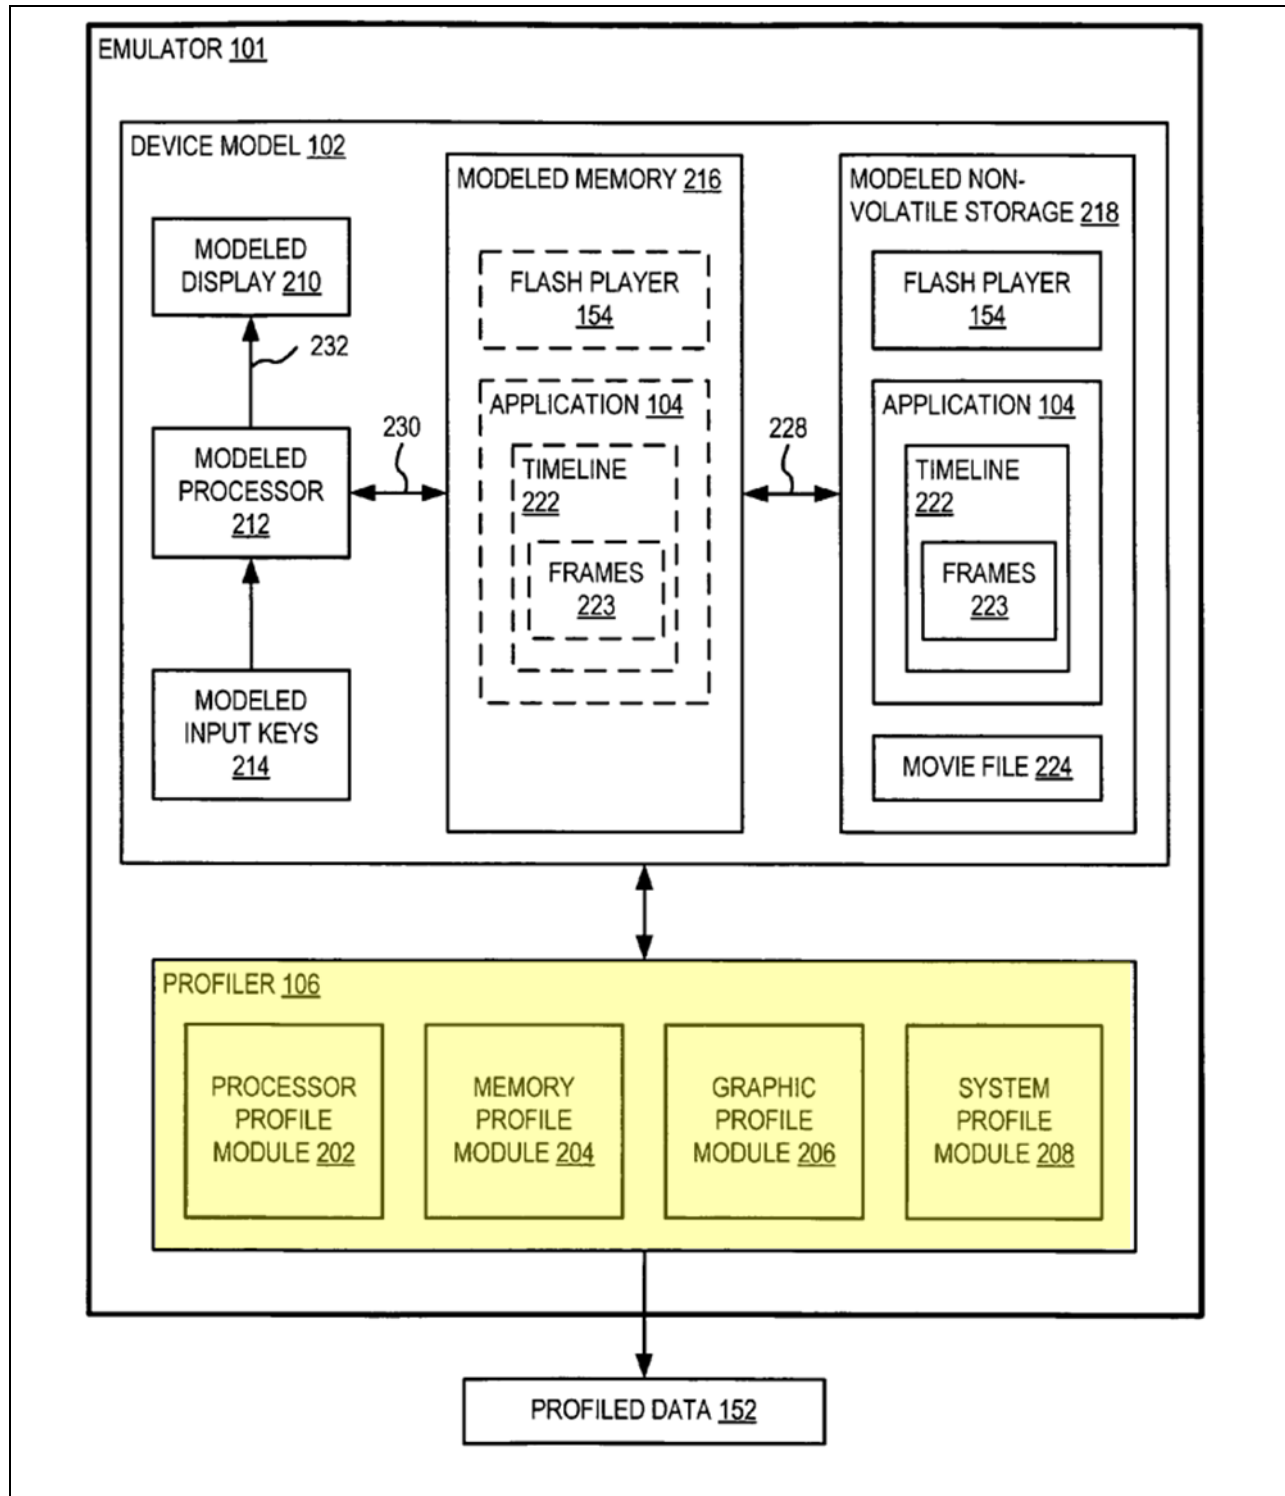 EMULATOR 101
DEVICE MODEL 102
MODELED
DISPLAY 210
232
MODELED
PROCESSOR
212
MODELED
INPUT KEYS
214
230
MODELED MEMORY 216
FLASH PLAYER
154
APPLICATION 104
TIMELINE
222
FRAMES
223
228
MODELED NON-
VOLATILE STORAGE 218
FLASH PLAYER
154
APPLICATION 104
TIMELINE
222
FRAMES
223
MOVIE FILE 224
PROFILER 106
PROCESSOR
PROFILE
MODULE 202
MEMORY
PROFILE
MODULE 204
GRAPHIC
PROFILE
MODULE 206
SYSTEM
PROFILE
MODULE 208
PROFILED DATA 152